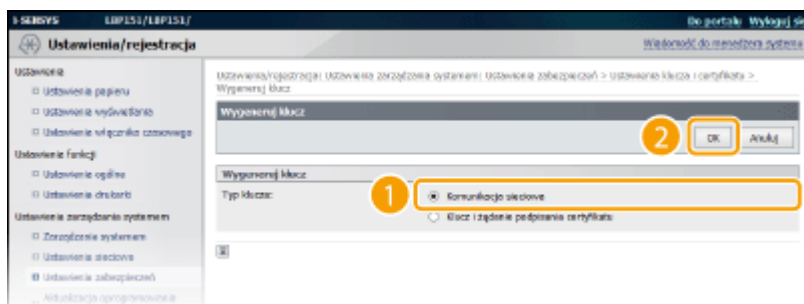 i-SENSYS LBP151/LBP151/ Do portalu Wyloguj się
Ustawienia/rejestracja Wiadomość do menedżera systemu
Ustawienia
Ustawienia papieru
Ustawienia wyświetlania
Ustawienie włącznika czasowego
Ustawienia funkcji
Ustawienia ogólne
Ustawienia drukarki
Ustawienia zarządzania systemem
Zarządzanie systemem
Ustawienia sieciowe
Ustawienia zabezpieczeń
Aktualizacja oprogramowania
Ustawienia/rejestracja: Ustawienia zarządzania systemem: Ustawienia zabezpieczeń > Ustawienia klucza i certyfikatu >
Wygeneruj klucz
Wygeneruj klucz
2 OK Anuluj
Wygeneruj klucz
Typ klucza: 1 Komunikacja sieciowa
Klucz i żądanie podpisania certyfikatu